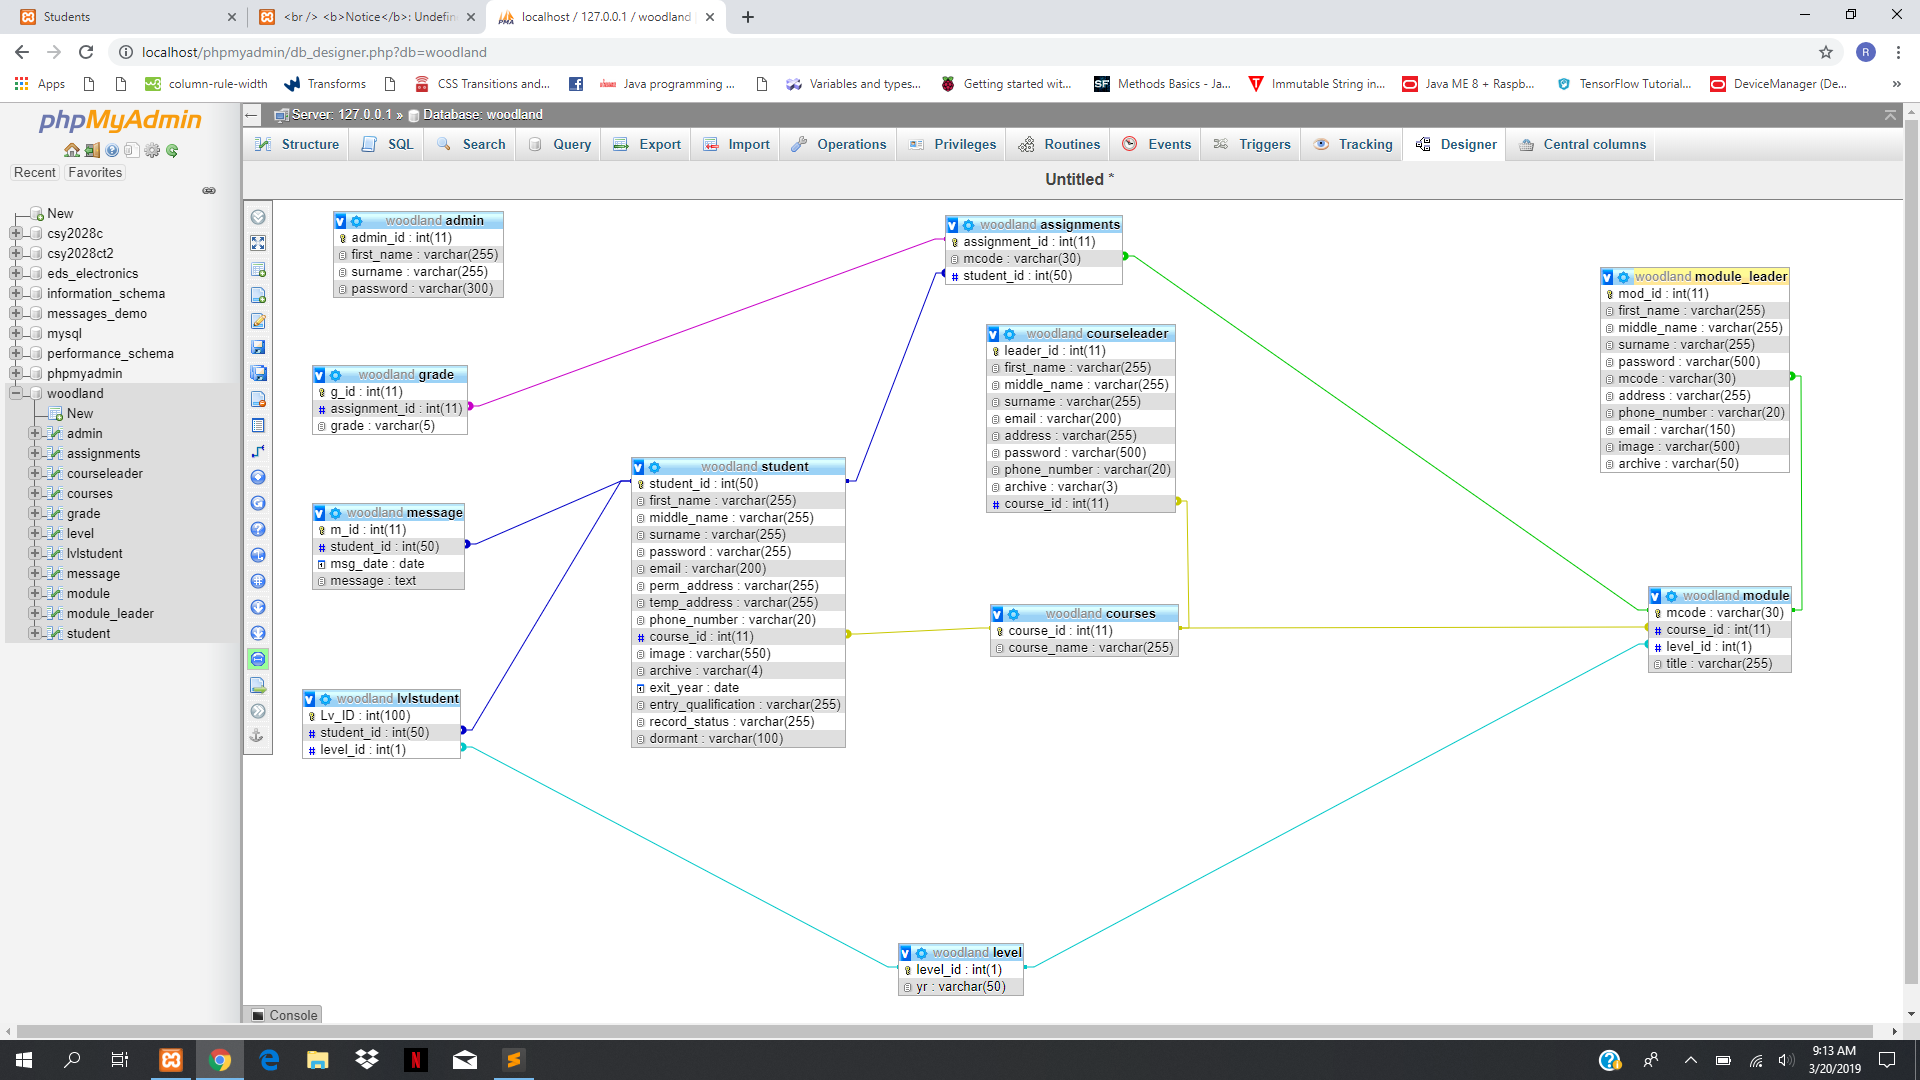 Students
<br /> <b>Notice</b>: Undefin
localhost / 127.0.0.1 / woodland
localhost/phpmyadmin/db_designer.php?db=woodland
R
Apps
column-rule-width
Transforms
CSS Transitions and...
Java programming ...
Variables and types...
Getting started wit...
SF
Methods Basics - Ja...
Immutable String in...
Java ME 8 + Raspb...
TensorFlow Tutorial...
DeviceManager (De...
»
phpMyAdmin
Recent
Favorites
New
csy2028c
csy2028ct2
eds_electronics
information_schema
messages_demo
mysql
performance_schema
phpmyadmin
woodland
New
admin
assignments
courseleader
courses
grade
level
lvlstudent
message
module
module_leader
student
Server: 127.0.0.1 » Database: woodland
Structure
SQL
Search
Query
Export
Import
Operations
Privileges
Routines
Events
Triggers
Tracking
Designer
Central columns
Untitled *
woodland admin
admin_id : int(11)
first_name : varchar(255)
surname : varchar(255)
password : varchar(300)
woodland assignments
assignment_id : int(11)
mcode : varchar(30)
# student_id : int(50)
woodland module_leader
mod_id : int(11)
first_name : varchar(255)
middle_name : varchar(255)
surname : varchar(255)
password : varchar(500)
mcode : varchar(30)
address : varchar(255)
phone_number : varchar(20)
email : varchar(150)
image : varchar(500)
archive : varchar(50)
woodland courseleader
leader_id : int(11)
first_name : varchar(255)
middle_name : varchar(255)
surname : varchar(255)
email : varchar(200)
address : varchar(255)
password : varchar(500)
phone_number : varchar(20)
archive : varchar(3)
# course_id : int(11)
woodland grade
g_id : int(11)
# assignment_id : int(11)
grade : varchar(5)
woodland student
student_id : int(50)
first_name : varchar(255)
middle_name : varchar(255)
surname : varchar(255)
password : varchar(255)
email : varchar(200)
perm_address : varchar(255)
temp_address : varchar(255)
phone_number : varchar(20)
# course_id : int(11)
image : varchar(550)
archive : varchar(4)
exit_year : date
entry_qualification : varchar(255)
record_status : varchar(255)
dormant : varchar(100)
woodland message
m_id : int(11)
# student_id : int(50)
msg_date : date
message : text
woodland courses
course_id : int(11)
course_name : varchar(255)
woodland module
mcode : varchar(30)
# course_id : int(11)
# level_id : int(1)
title : varchar(255)
woodland lvlstudent
Lv_ID : int(100)
# student_id : int(50)
# level_id : int(1)
woodland level
level_id : int(1)
yr : varchar(50)
Console
9:13 AM
3/20/2019